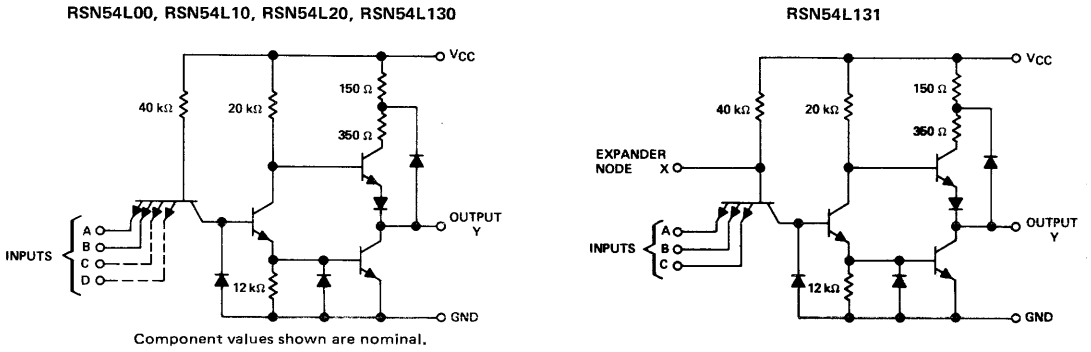 RSN54L00, RSN54L10, RSN54L20, RSN54L130
VCC
150 Ω
40 kΩ
20 kΩ
350 Ω
INPUTS
A
B
C
D
OUTPUT
Y
12 kΩ
GND
Component values shown are nominal.
RSN54L131
VCC
150 Ω
40 kΩ
20 kΩ
350 Ω
EXPANDER
NODE X
INPUTS
A
B
C
OUTPUT
Y
12 kΩ
GND